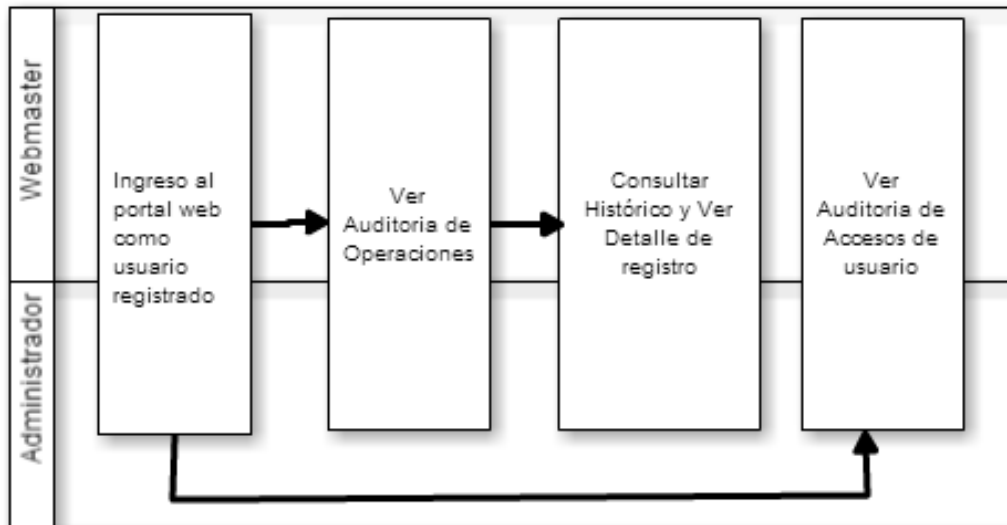 Webmaster
Administrador
Ingreso al
portal web
como
usuario
registrado
Ver
Auditoria de
Operaciones
Consultar
Histórico y Ver
Detalle de
registro
Ver
Auditoria de
Accesos de
usuario